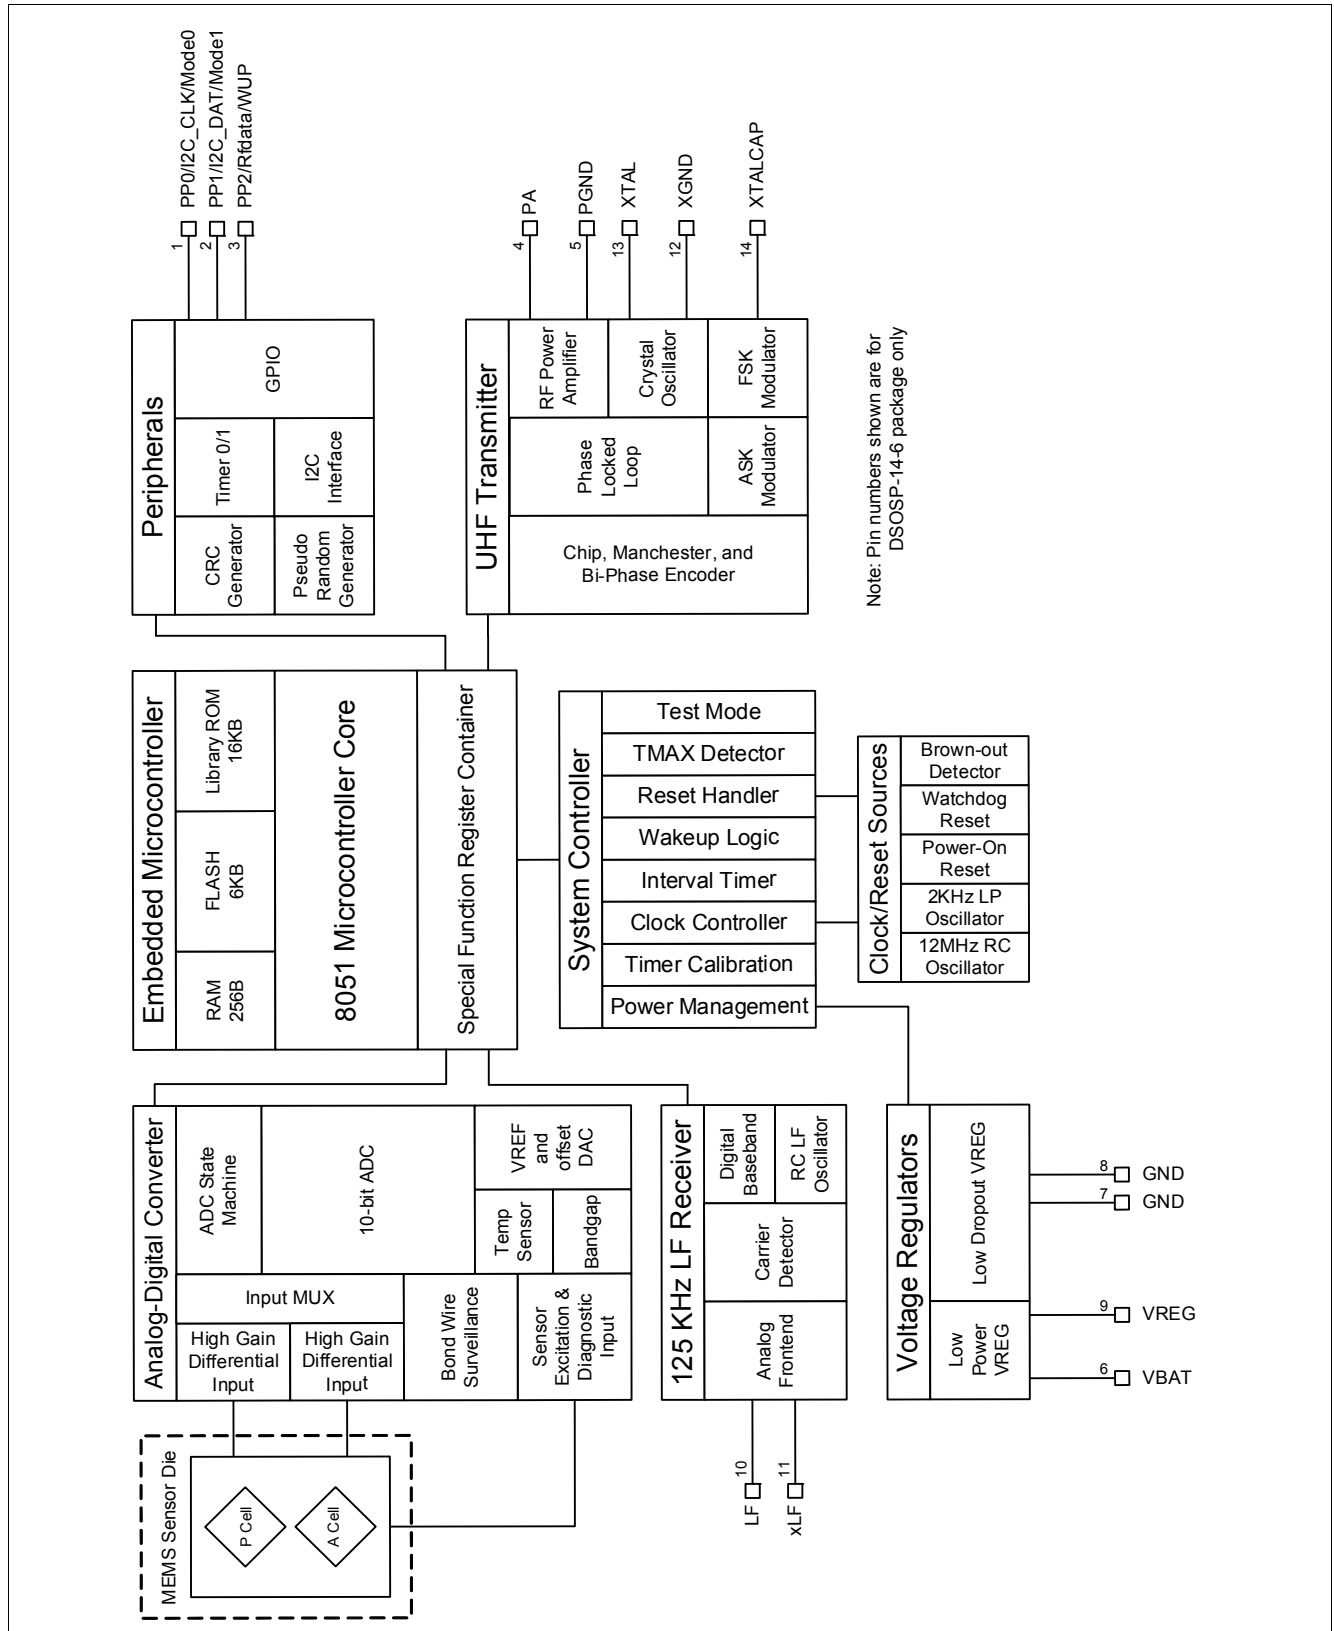 1
PP0/I2C_CLK/Mode0
2
PP1/I2C_DAT/Mode1
3
PP2/Rfdata/WUP
4
PA
5
PGND
13
XTAL
12
XGND
14
XTALCAP
Peripherals
GPIO
Timer 0/1
I2C
Interface
CRC
Generator
Pseudo
Random
Generator
UHF Transmitter
RF Power
Amplifier
Crystal
Oscillator
FSK
Modulator
Phase
Locked
Loop
ASK
Modulator
Chip, Manchester, and
Bi-Phase Encoder
Note: Pin numbers shown are for
DSOSP-14-6 package only
Embedded Microcontroller
Library ROM
16KB
FLASH
6KB
RAM
256B
8051 Microcontroller Core
Special Function Register Container
System Controller
Test Mode
TMAX Detector
Reset Handler
Wakeup Logic
Interval Timer
Clock Controller
Timer Calibration
Power Management
Clock/Reset Sources
Brown-out
Detector
Watchdog
Reset
Power-On
Reset
2KHz LP
Oscillator
12MHz RC
Oscillator
Analog-Digital Converter
ADC State
Machine
10-bit ADC
VREF
and
offset
DAC
Temp
Sensor
Bandgap
Input MUX
High Gain
Differential
Input
High Gain
Differential
Input
Bond Wire
Surveillance
Sensor
Excitation &
Diagnostic
Input
125 KHz LF Receiver
Digital
Baseband
RC LF
Oscillator
Carrier
Detector
Analog
Frontend
Voltage Regulators
Low Dropout VREG
Low
Power
VREG
8
GND
7
GND
9
VREG
6
VBAT
MEMS Sensor Die
P Cell
A Cell
LF
10
xLF
11